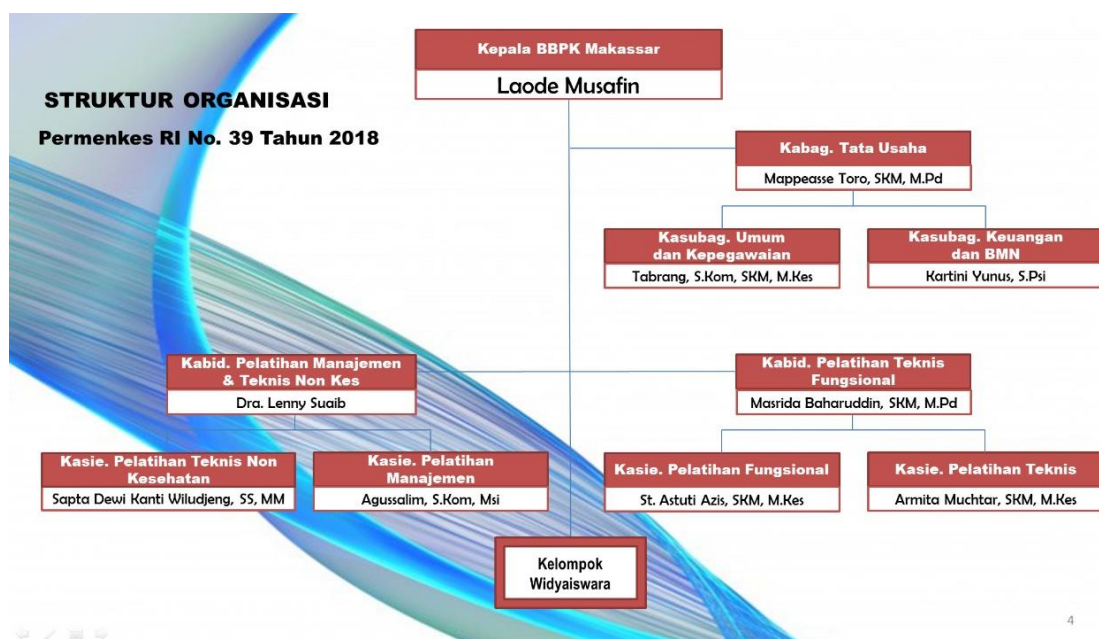 Kepala BBPK Makassar
Laode Musafin
STRUKTUR ORGANISASI
Permenkes RI No. 39 Tahun 2018
Kabag. Tata Usaha
Mappeasse Toro, SKM, M.Pd
Kasubag. Umum
dan Kepegawaian
Tabrang, S.Kom, SKM, M.Kes
Kasubag. Keuangan
dan BMN
Kartini Yunus, S.Psi
Kabid. Pelatihan Manajemen
& Teknis Non Kes
Dra. Lenny Suaib
Kabid. Pelatihan Teknis
Fungsional
Masrida Baharuddin, SKM, M.Pd
Kasie. Pelatihan Teknis Non
Kesehatan
Sapta Dewi Kanti Wiludjeng, SS, MM
Kasie. Pelatihan
Manajemen
Agussalim, S.Kom, Msi
Kasie. Pelatihan Fungsional
St. Astuti Azis, SKM, M.Kes
Kasie. Pelatihan Teknis
Armita Muchtar, SKM, M.Kes
Kelompok
Widyaiswara
4